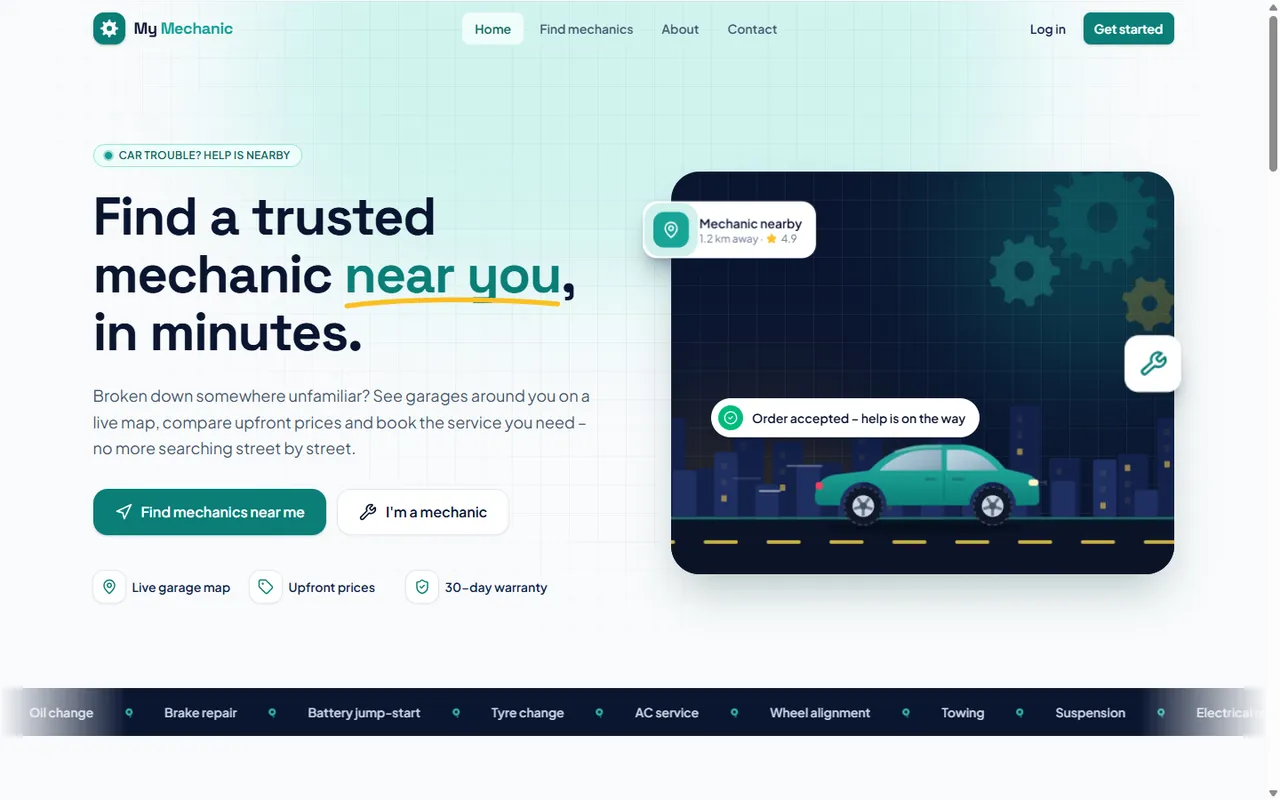 My Mechanic
Home
Find mechanics
About
Contact
Log in
Get started
CAR TROUBLE? HELP IS NEARBY
Find a trusted
mechanic near you,
in minutes.
Broken down somewhere unfamiliar? See garages around you on a
live map, compare upfront prices and book the service you need –
no more searching street by street.
Find mechanics near me
I'm a mechanic
Live garage map
Upfront prices
30-day warranty
Mechanic nearby
1.2 km away · ⭐ 4.9
Order accepted – help is on the way
Oil change
Brake repair
Battery jump-start
Tyre change
AC service
Wheel alignment
Towing
Suspension
Electrical